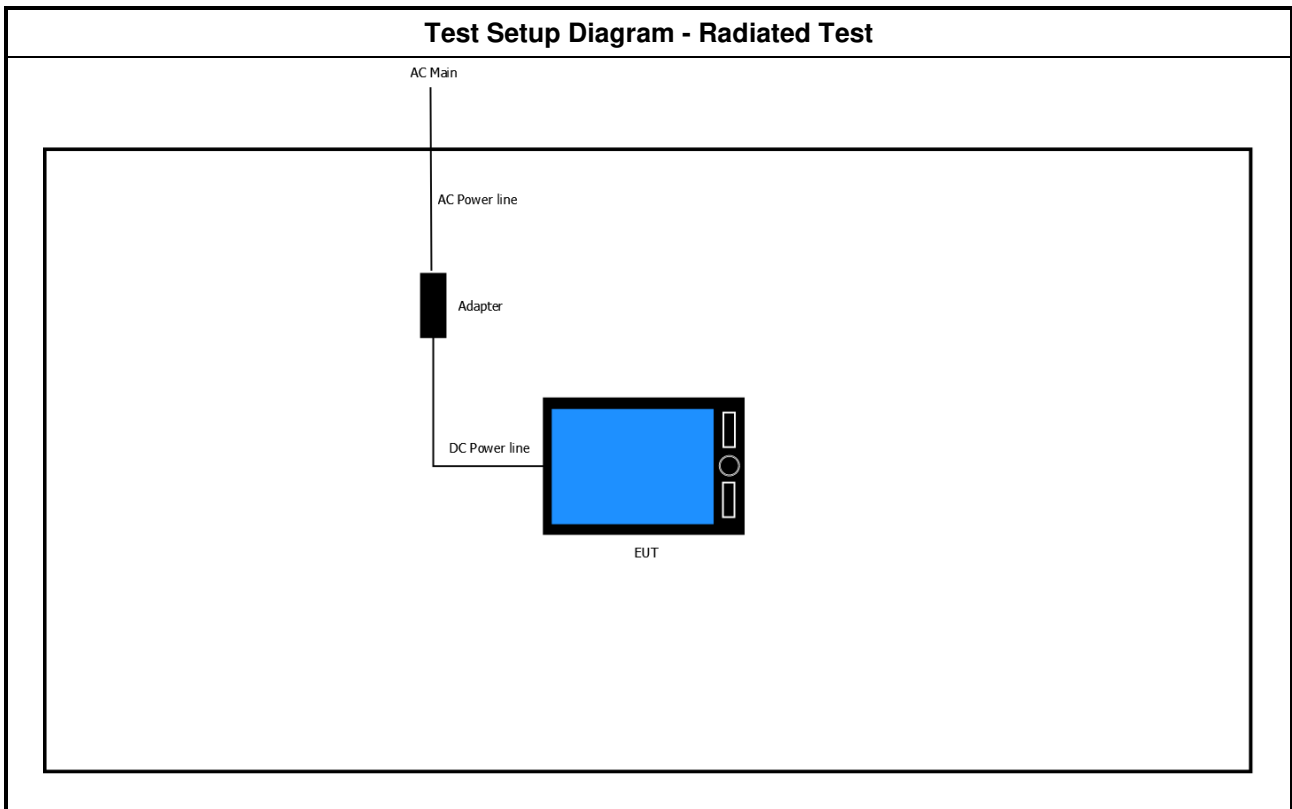 Test Setup Diagram - Radiated Test
AC Main
AC Power line
Adapter
DC Power line
EUT